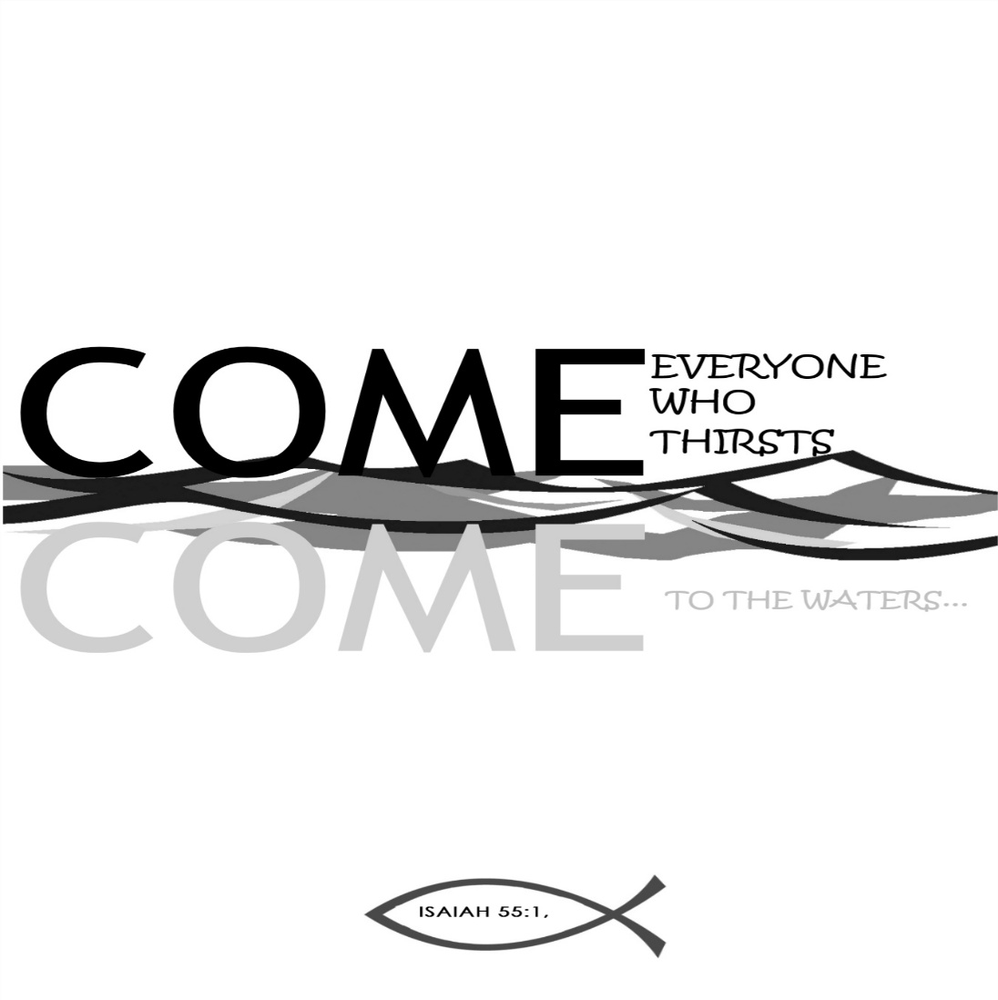 COME
EVERYONE
WHO
THIRSTS
COME
TO THE WATERS...
ISAIAH 55:1,